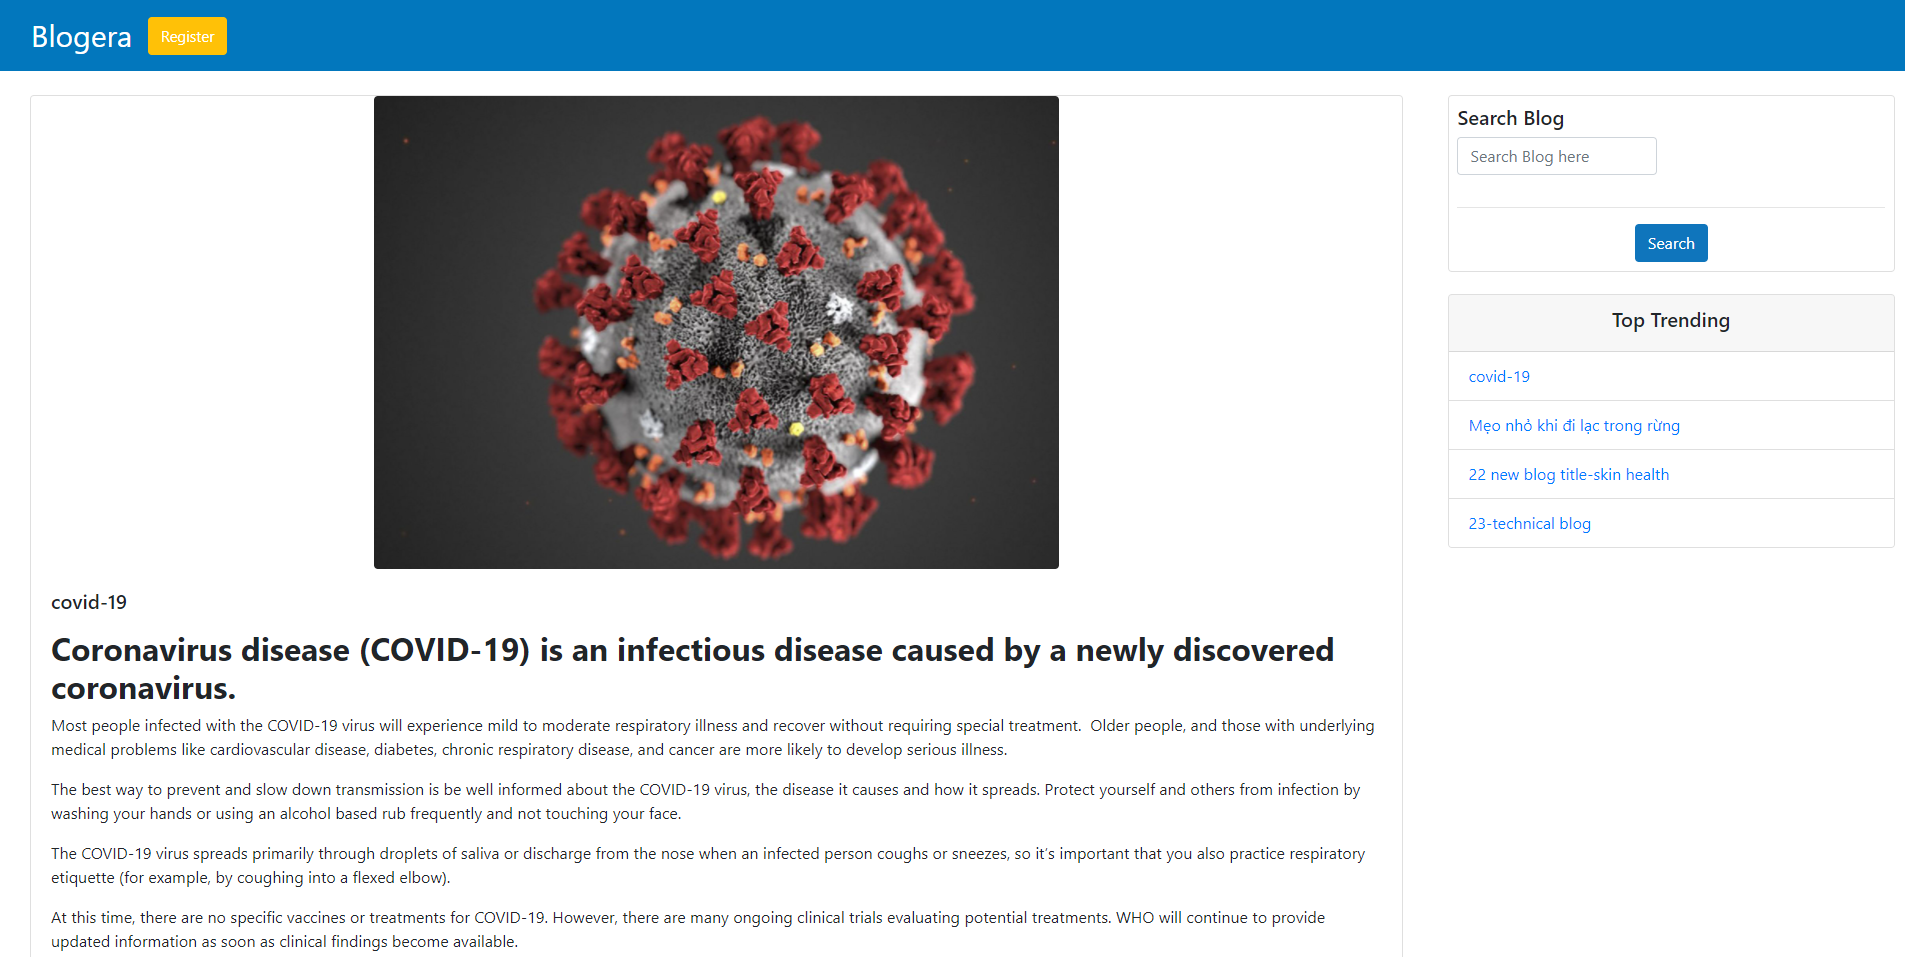 Blogera
Register
covid-19
Coronavirus disease (COVID-19) is an infectious disease caused by a newly discovered
coronavirus.
Most people infected with the COVID-19 virus will experience mild to moderate respiratory illness and recover without requiring special treatment.  Older people, and those with underlying
medical problems like cardiovascular disease, diabetes, chronic respiratory disease, and cancer are more likely to develop serious illness.
The best way to prevent and slow down transmission is be well informed about the COVID-19 virus, the disease it causes and how it spreads. Protect yourself and others from infection by
washing your hands or using an alcohol based rub frequently and not touching your face.
The COVID-19 virus spreads primarily through droplets of saliva or discharge from the nose when an infected person coughs or sneezes, so it's important that you also practice respiratory
etiquette (for example, by coughing into a flexed elbow).
At this time, there are no specific vaccines or treatments for COVID-19. However, there are many ongoing clinical trials evaluating potential treatments. WHO will continue to provide
updated information as soon as clinical findings become available.
Search Blog
Search Blog here
Search
Top Trending
covid-19
Mẹo nhỏ khi đi lạc trong rừng
22 new blog title-skin health
23-technical blog